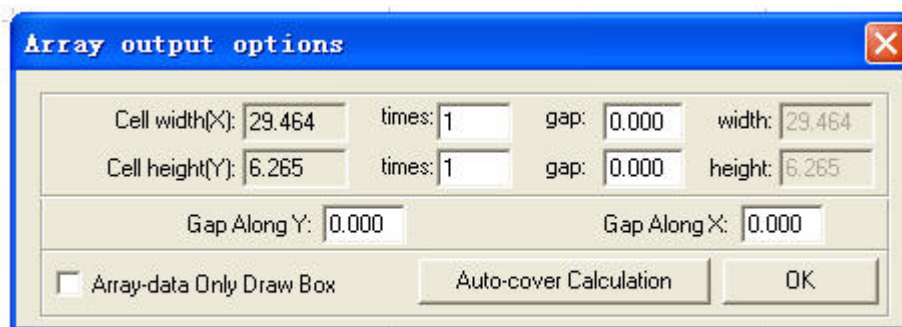 Array output options
Cell width(X): 29.464 times: 1 gap: 0.000 width: 29.464
Cell height(Y): 6.265 times: 1 gap: 0.000 height: 6.265
Gap Along Y: 0.000 Gap Along X: 0.000
Array-data Only Draw Box Auto-cover Calculation OK